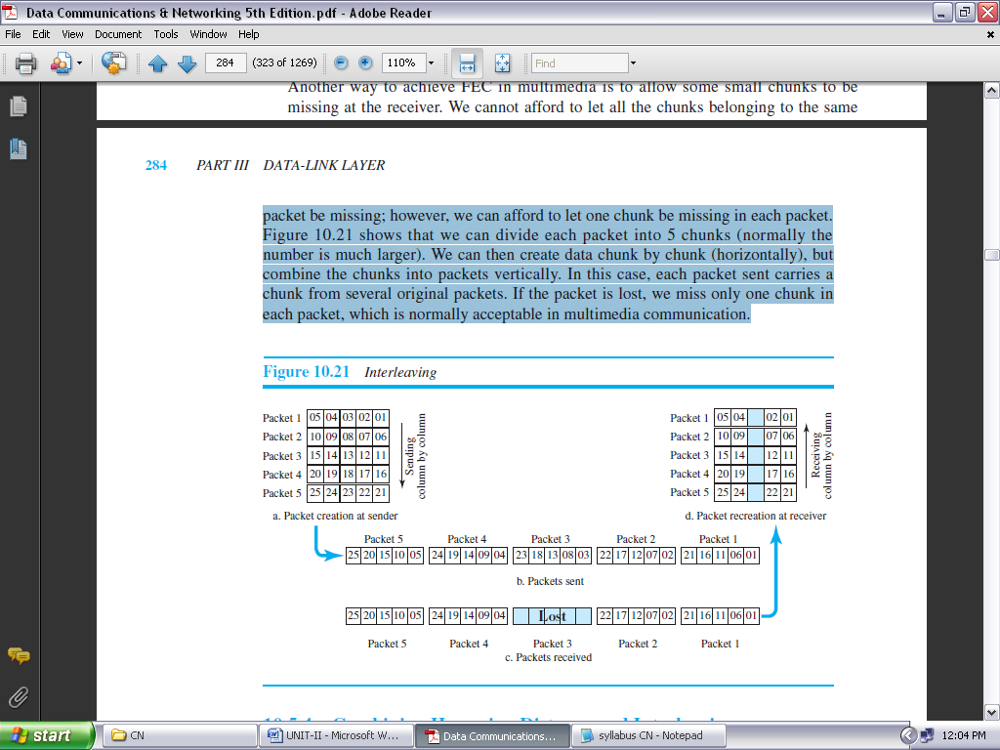 Data Communications & Networking 5th Edition.pdf - Adobe Reader
File Edit View Document Tools Window Help
284 (323 of 1269) 110% Find
Another way to achieve FEC in multimedia is to allow some small chunks to be
missing at the receiver. We cannot afford to let all the chunks belonging to the same
284 PART III DATA-LINK LAYER
packet be missing; however, we can afford to let one chunk be missing in each packet.
Figure 10.21 shows that we can divide each packet into 5 chunks (normally the
number is much larger). We can then create data chunk by chunk (horizontally), but
combine the chunks into packets vertically. In this case, each packet sent carries a
chunk from several original packets. If the packet is lost, we miss only one chunk in
each packet, which is normally acceptable in multimedia communication.
Figure 10.21 Interleaving
Packet 1 05 04 03 02 01
Packet 2 10 09 08 07 06
Packet 3 15 14 13 12 11
Packet 4 20 19 18 17 16
Packet 5 25 24 23 22 21
Sending
column by column
a. Packet creation at sender
Packet 1 05 04 02 01
Packet 2 10 09 07 06
Packet 3 15 14 12 11
Packet 4 20 19 17 16
Packet 5 25 24 22 21
Receiving
column by column
d. Packet recreation at receiver
Packet 5 Packet 4 Packet 3 Packet 2 Packet 1
25 20 15 10 05 24 19 14 09 04 23 18 13 08 03 22 17 12 07 02 21 16 11 06 01
b. Packets sent
25 20 15 10 05 24 19 14 09 04 Lost 22 17 12 07 02 21 16 11 06 01
Packet 5 Packet 4 Packet 3 Packet 2 Packet 1
c. Packets received
start CN UNIT-II - Microsoft W... Data Communications... syllabus CN - Notepad 12:04 PM